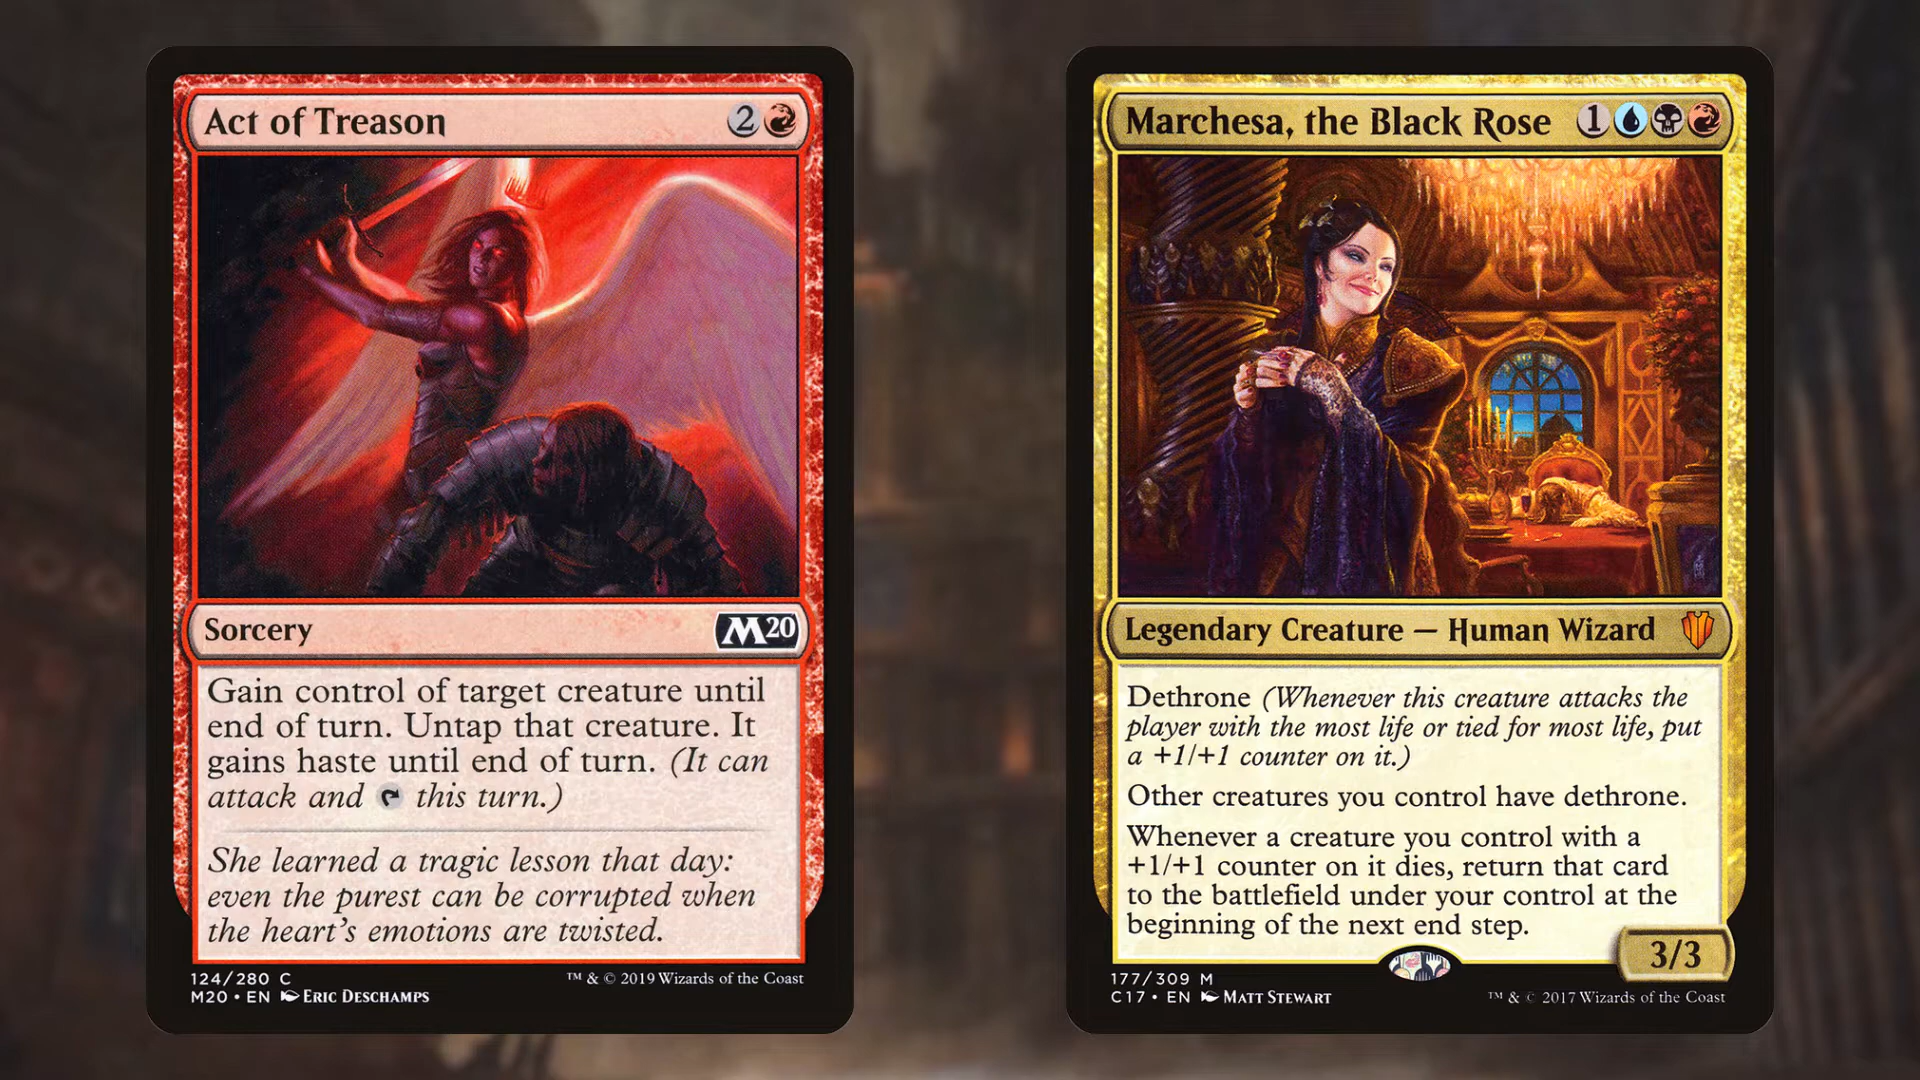 Act of Treason 2
Sorcery M20
Gain control of target creature until
end of turn. Untap that creature. It
gains haste until end of turn. (It can
attack and this turn.)
She learned a tragic lesson that day:
even the purest can be corrupted when
the heart's emotions are twisted.
124/280 C ™ & © 2019 Wizards of the Coast
M20 • EN Eric Deschamps
Marchesa, the Black Rose 1
Legendary Creature — Human Wizard
Dethrone (Whenever this creature attacks the
player with the most life or tied for most life, put
a +1/+1 counter on it.)
Other creatures you control have dethrone.
Whenever a creature you control with a
+1/+1 counter on it dies, return that card
to the battlefield under your control at the
beginning of the next end step.
3/3
177/309 M
C17 • EN Matt Stewart ™ & © 2017 Wizards of the Coast